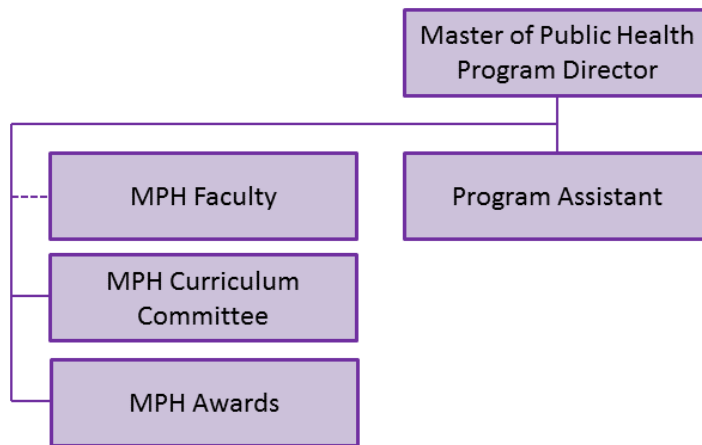 Master of Public Health
Program Director
MPH Faculty
Program Assistant
MPH Curriculum
Committee
MPH Awards